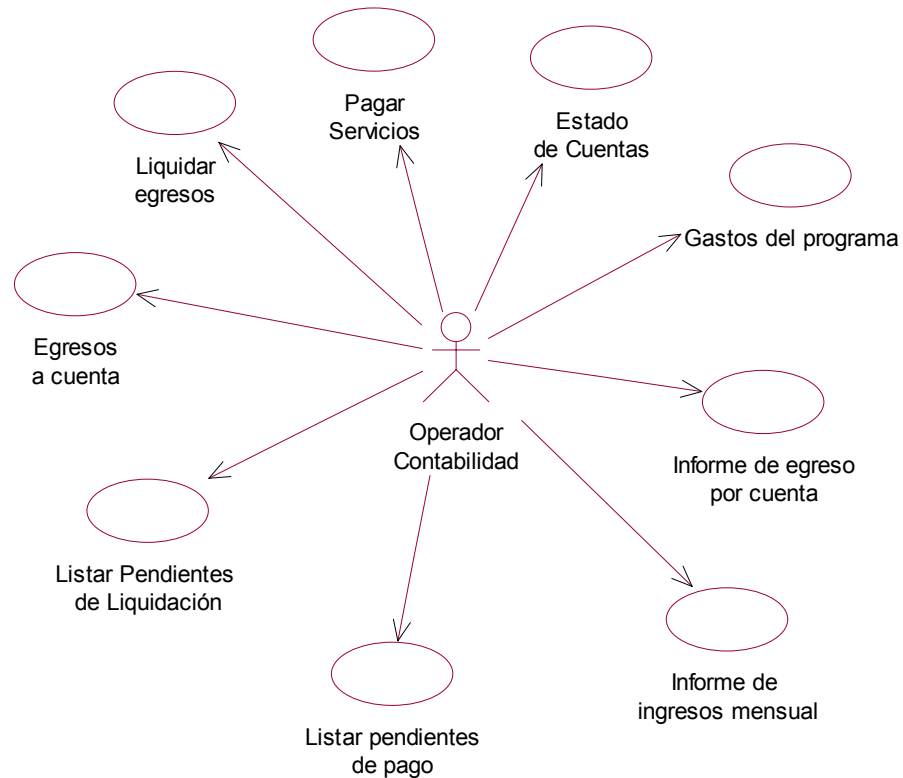 Pagar
Servicios
Estado
de Cuentas
Liquidar
egresos
Gastos del programa
Egresos
a cuenta
Operador
Contabilidad
Informe de egreso
por cuenta
Listar Pendientes
de Liquidación
Informe de
ingresos mensual
Listar pendientes
de pago